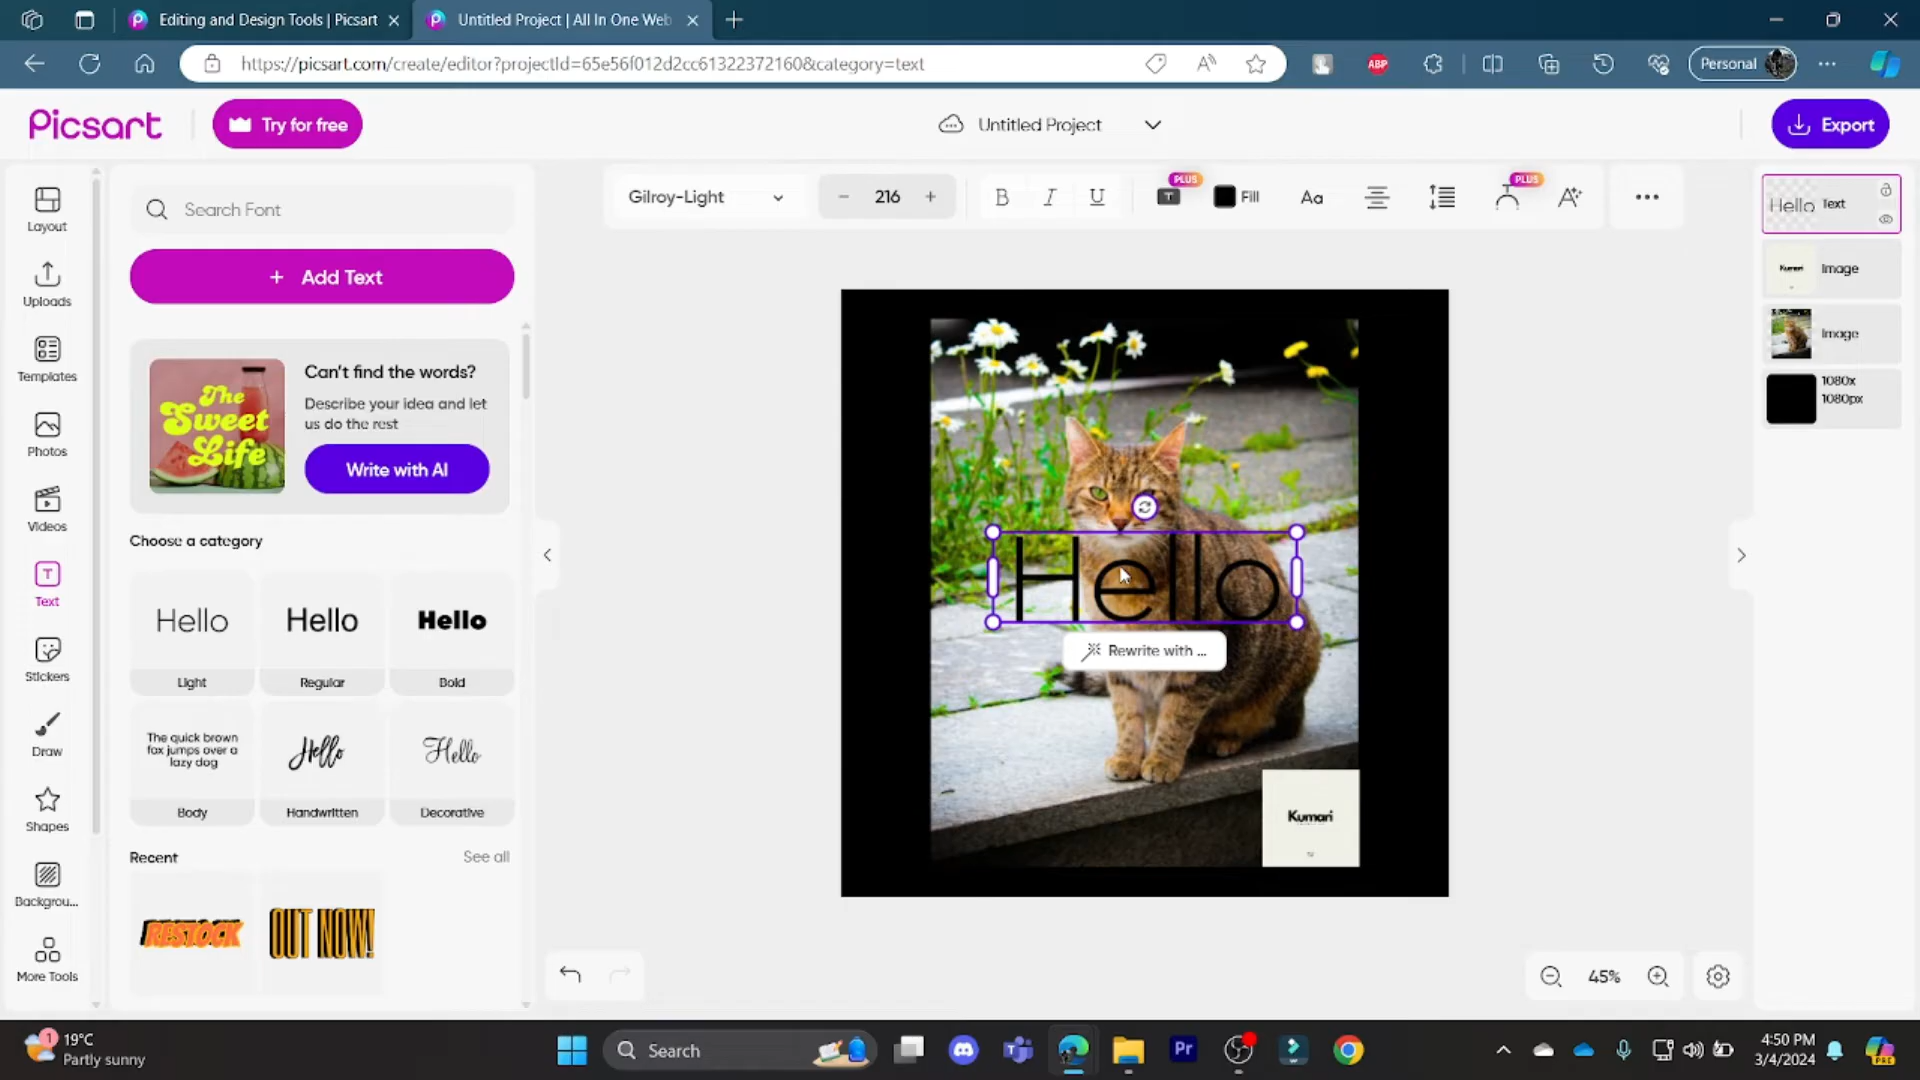 Editing and Design Tools | Picsart
Untitled Project | All In One Web
https://picsart.com/create/editor?projectId=65e56f012d2cc61322372160&category=text
ABP
Personal
Picsart
Try for free
Untitled Project
Export
Layout
Uploads
Templates
Photos
Videos
T
Text
Stickers
Draw
Shapes
Backgrou...
More Tools
Search Font
+ Add Text
The Sweet Life
Can't find the words?
Describe your idea and let
us do the rest
Write with AI
Choose a category
Hello
Hello
Hello
Light
Regular
Bold
The quick brown
fox jumps over a
lazy dog
Hello
Hello
Body
Handwritten
Decorative
Recent
See all
RESTOCK
OUT NOW!
Gilroy-Light
− 216 +
B I U
T
PLUS
Fill
Aa
PLUS
A
Hello
Rewrite with ...
Kumari
45%
Hello
Text
Kumari
Image
Image
1080x
1080px
1
19°C
Partly sunny
Search
Pr
4:50 PM
3/4/2024
PRE